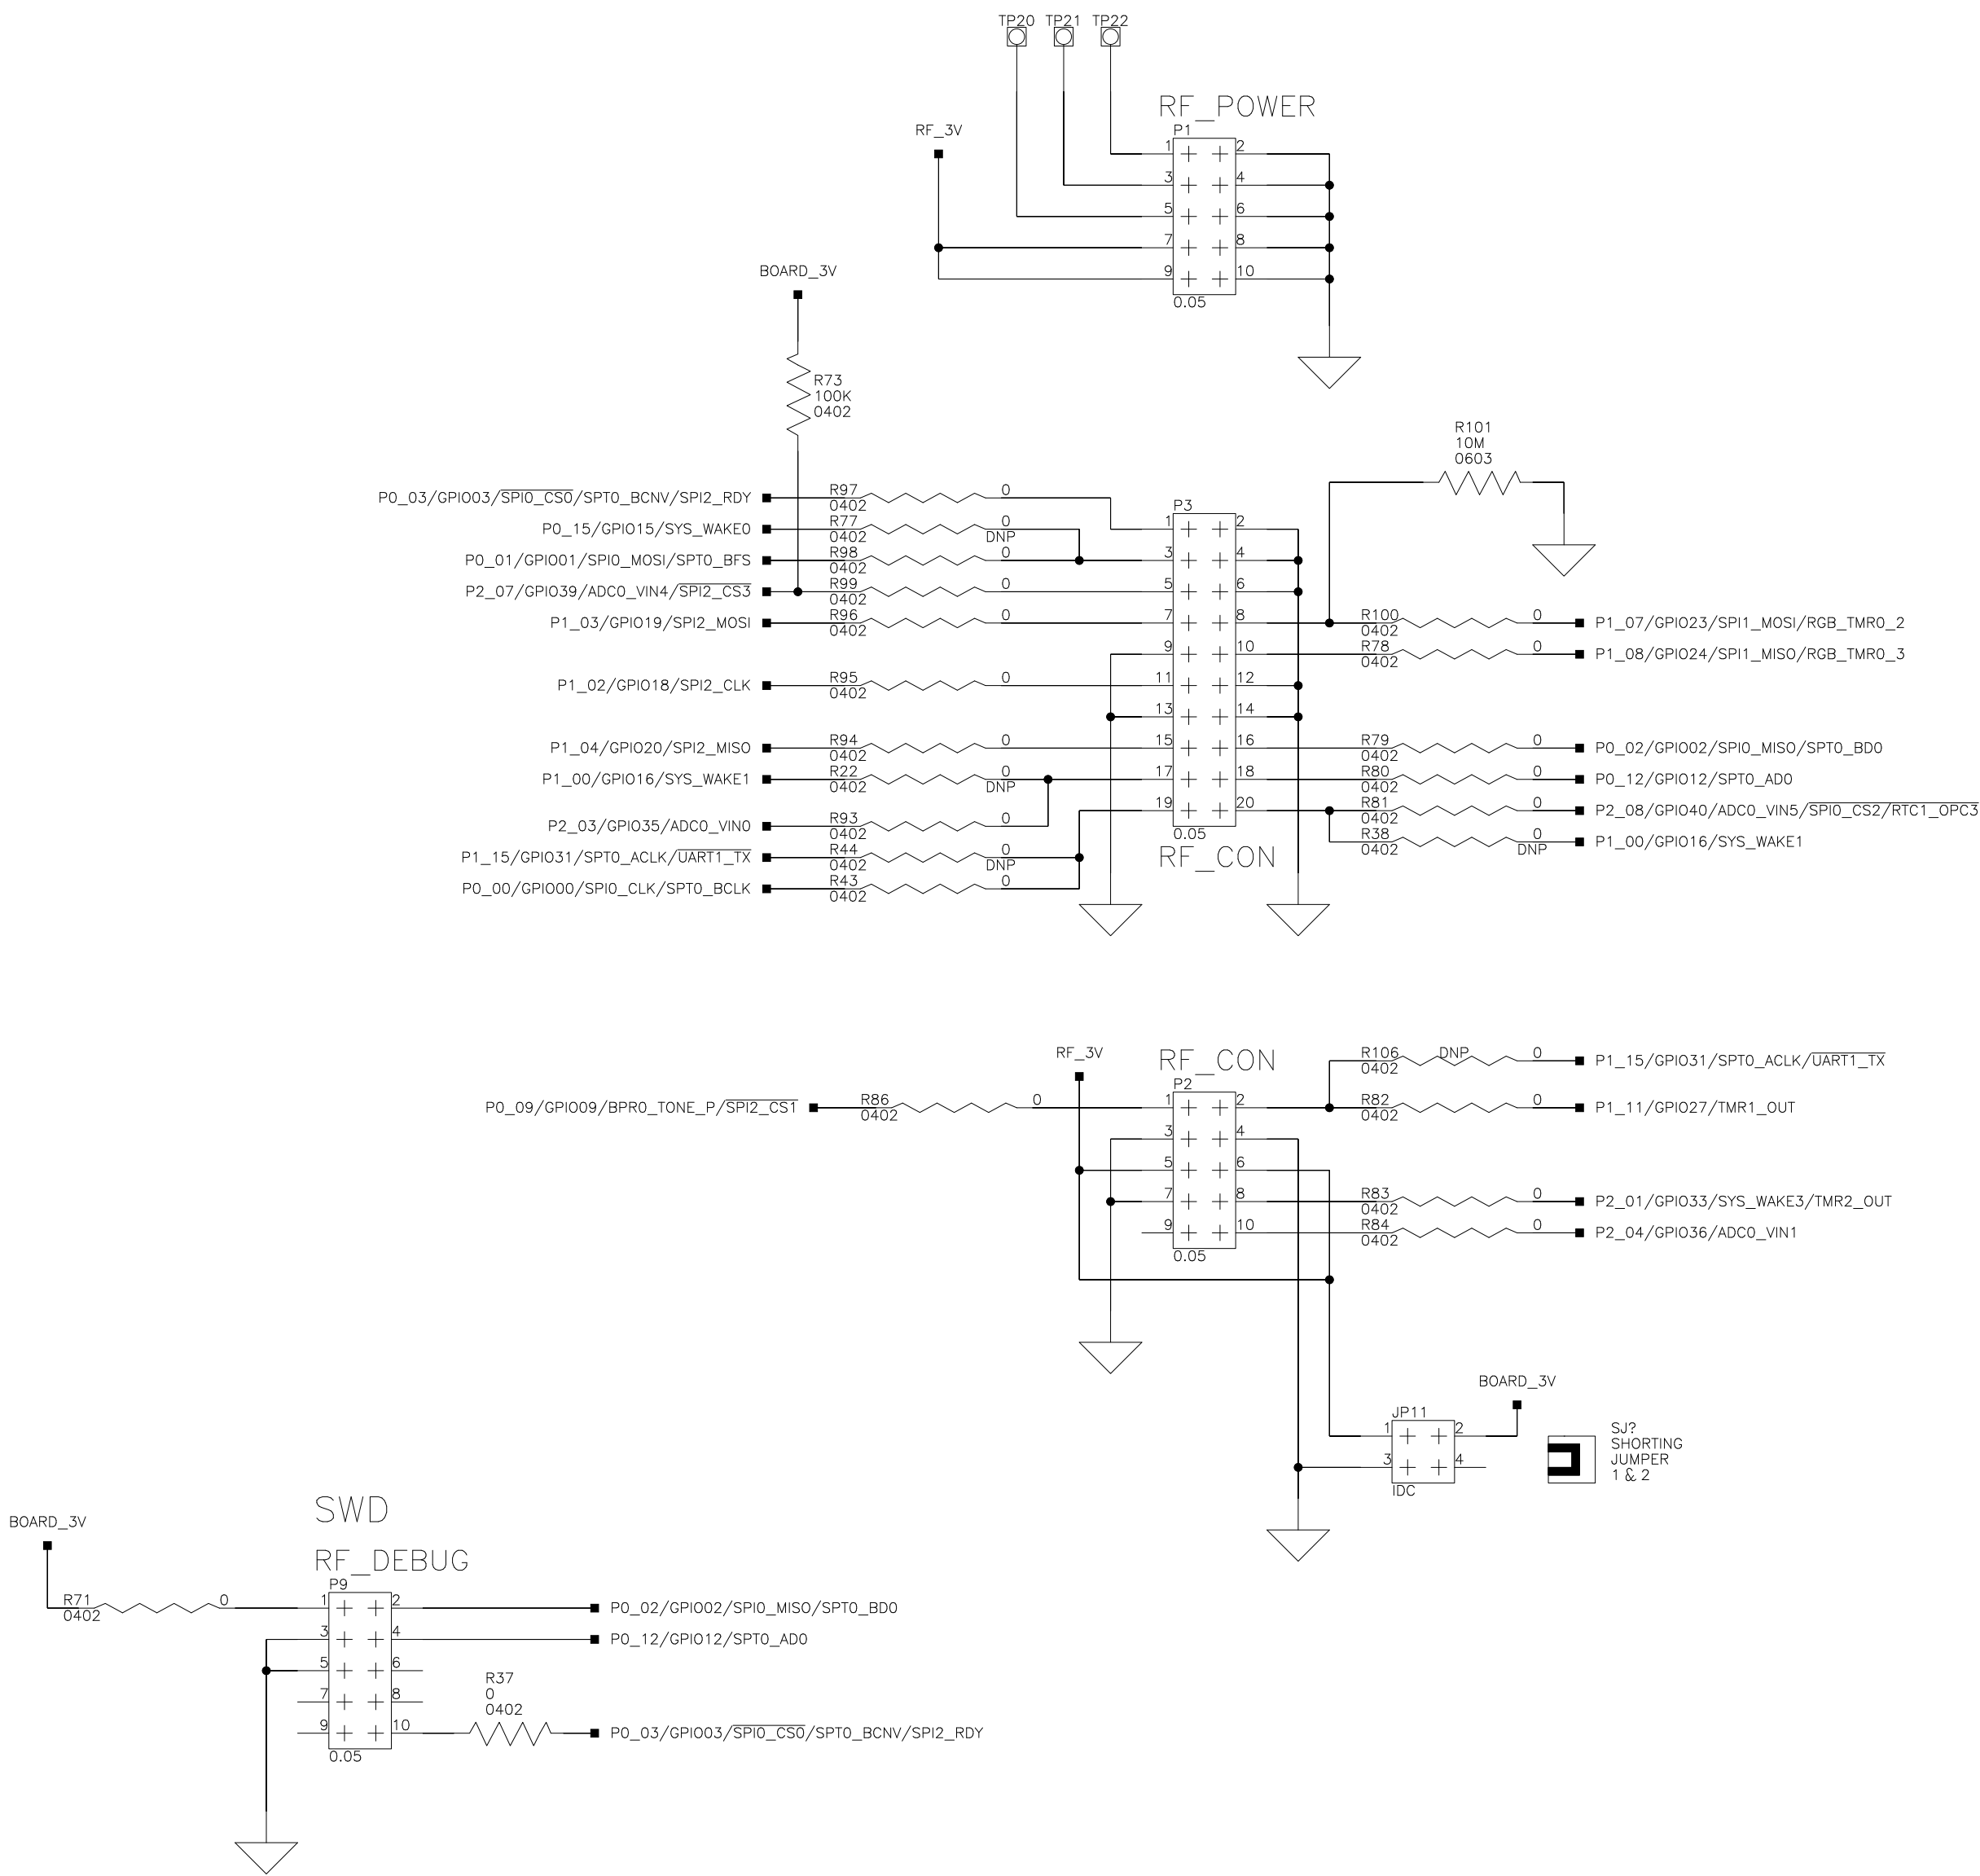 TP20 TP21 TP22
RF_POWER
RF_3V
P1
1 2
3 4
5 6
7 8
9 10
0.05
BOARD_3V
R73
100K
0402
R101
10M
0603
P0_03/GPIO03/SPI0_CS0/SPT0_BCNV/SPI2_RDY R97 0
0402
P0_15/GPIO15/SYS_WAKE0 R77 0
0402 DNP
P0_01/GPIO01/SPI0_MOSI/SPT0_BFS R98 0
0402
P2_07/GPIO39/ADC0_VIN4/SPI2_CS3 R99 0
0402
P1_03/GPIO19/SPI2_MOSI R96 0
0402
P1_02/GPIO18/SPI2_CLK R95 0
0402
P1_04/GPIO20/SPI2_MISO R94 0
0402
P1_00/GPIO16/SYS_WAKE1 R22 0
0402 DNP
P2_03/GPIO35/ADC0_VIN0 R93 0
0402
P1_15/GPIO31/SPT0_ACLK/UART1_TX R44 0
0402 DNP
P0_00/GPIO00/SPI0_CLK/SPT0_BCLK R43 0
0402
P3
1 2
3 4
5 6
7 8
9 10
11 12
13 14
15 16
17 18
19 20
0.05
RF_CON
R100 0 P1_07/GPIO23/SPI1_MOSI/RGB_TMR0_2
0402
R78 0 P1_08/GPIO24/SPI1_MISO/RGB_TMR0_3
0402
R79 0 P0_02/GPIO02/SPI0_MISO/SPT0_BD0
0402
R80 0 P0_12/GPIO12/SPT0_AD0
0402
R81 0 P2_08/GPIO40/ADC0_VIN5/SPI0_CS2/RTC1_OPC3
0402
R38 0 P1_00/GPIO16/SYS_WAKE1
0402 DNP
RF_3V
RF_CON
P2
P0_09/GPIO09/BPR0_TONE_P/SPI2_CS1 R86 0
0402
1 2
3 4
5 6
7 8
9 10
0.05
R106 DNP 0 P1_15/GPIO31/SPT0_ACLK/UART1_TX
0402
R82 0 P1_11/GPIO27/TMR1_OUT
0402
R83 0 P2_01/GPIO33/SYS_WAKE3/TMR2_OUT
0402
R84 0 P2_04/GPIO36/ADC0_VIN1
0402
BOARD_3V
JP11
1 2
3 4
IDC
SJ?
SHORTING
JUMPER
1 & 2
SWD
BOARD_3V
RF_DEBUG
P9
R71 0
0402
1 2
3 4
5 6
7 8
9 10
0.05
P0_02/GPIO02/SPI0_MISO/SPT0_BD0
P0_12/GPIO12/SPT0_AD0
R37
0
0402
P0_03/GPIO03/SPI0_CS0/SPT0_BCNV/SPI2_RDY